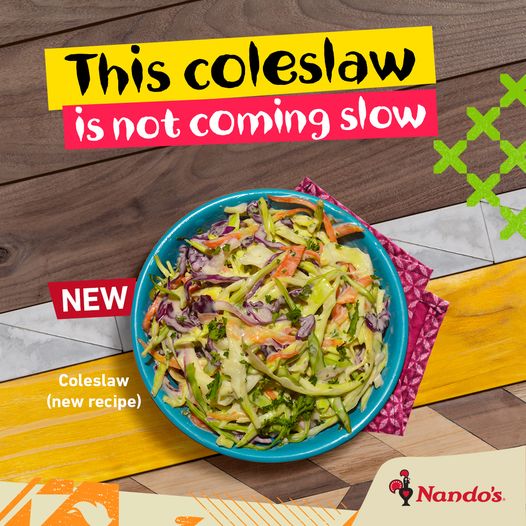 This coleslaw
is not coming slow
NEW
Coleslaw
(new recipe)
Nando's